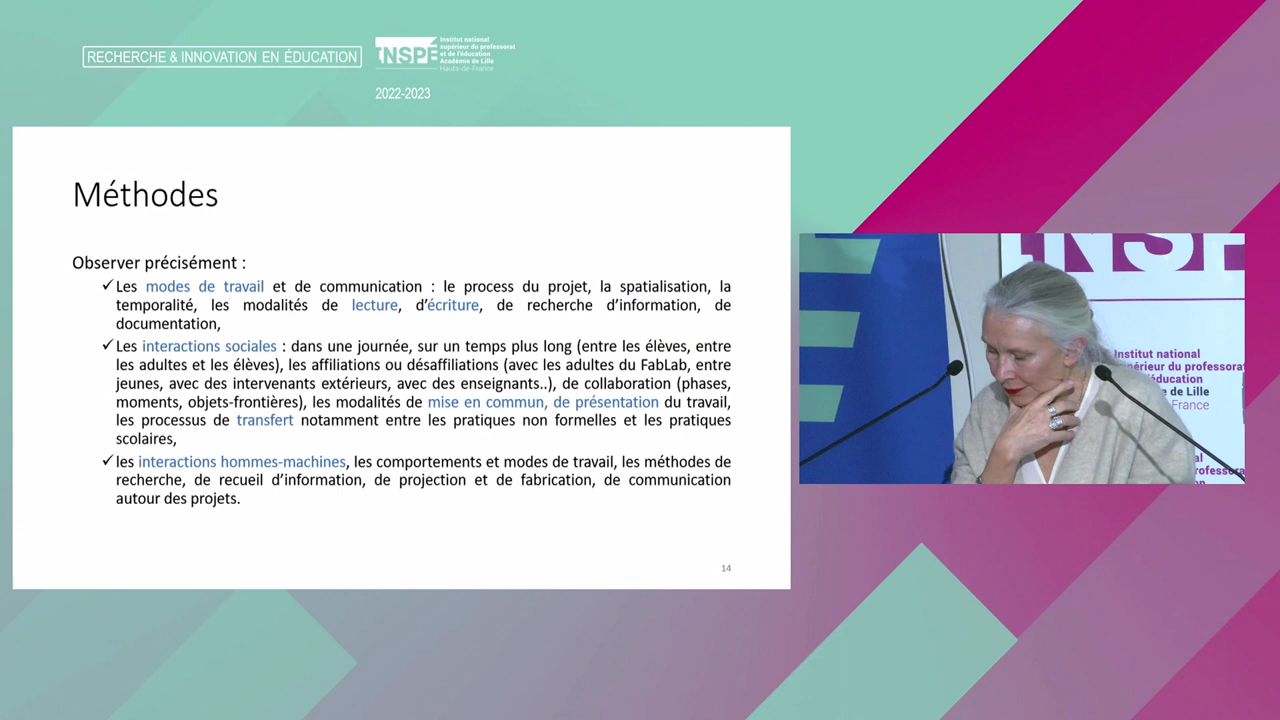 RECHERCHE & INNOVATION EN ÉDUCATION
INSPÉ
Institut national
supérieur du professorat
et de l'éducation
Académie de Lille
Hauts-de-France
2022-2023
Méthodes
Observer précisément :
✓Les modes de travail et de communication : le process du projet, la spatialisation, la
temporalité, les modalités de lecture, d'écriture, de recherche d'information, de
documentation,
✓Les interactions sociales : dans une journée, sur un temps plus long (entre les élèves, entre
les adultes et les élèves), les affiliations ou désaffiliations (avec les adultes du FabLab, entre
jeunes, avec des intervenants extérieurs, avec des enseignants..), de collaboration (phases,
moments, objets-frontières), les modalités de mise en commun, de présentation du travail,
les processus de transfert notamment entre les pratiques non formelles et les pratiques
scolaires,
✓les interactions hommes-machines, les comportements et modes de travail, les méthodes de
recherche, de recueil d'information, de projection et de fabrication, de communication
autour des projets.
14
INSP
Institut national
périeur du professorat
l'éducation
e de Lille
France